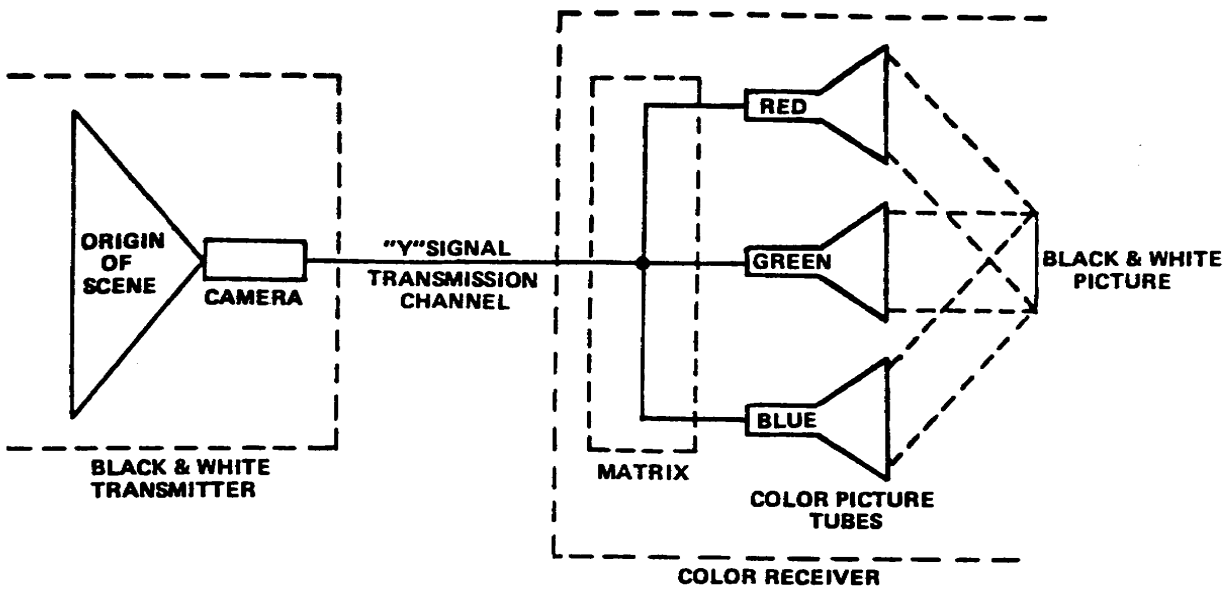 ORIGIN
OF
SCENE
CAMERA
BLACK & WHITE
TRANSMITTER
"Y"SIGNAL
TRANSMISSION
CHANNEL
MATRIX
RED
GREEN
BLUE
COLOR PICTURE
TUBES
BLACK & WHITE
PICTURE
COLOR RECEIVER